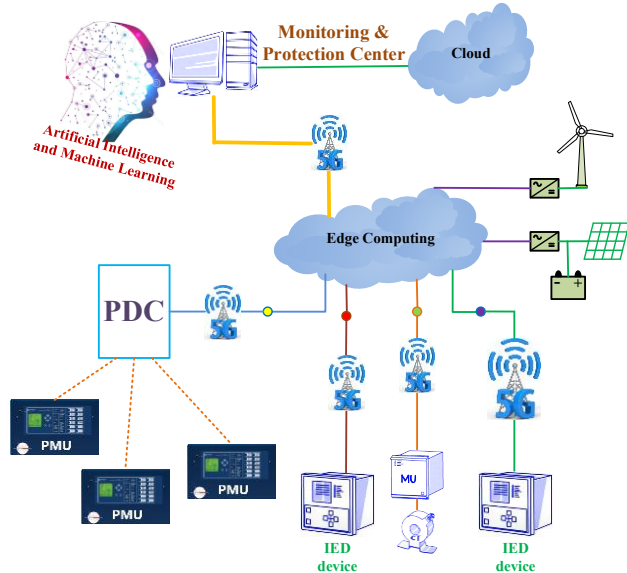 Monitoring &
Protection Center
Cloud
Artificial Intelligence
and Machine Learning
5G
Edge Computing
PDC
5G
5G
5G
5G
PMU
PMU
PMU
MU
CT
IED
device
IED
device